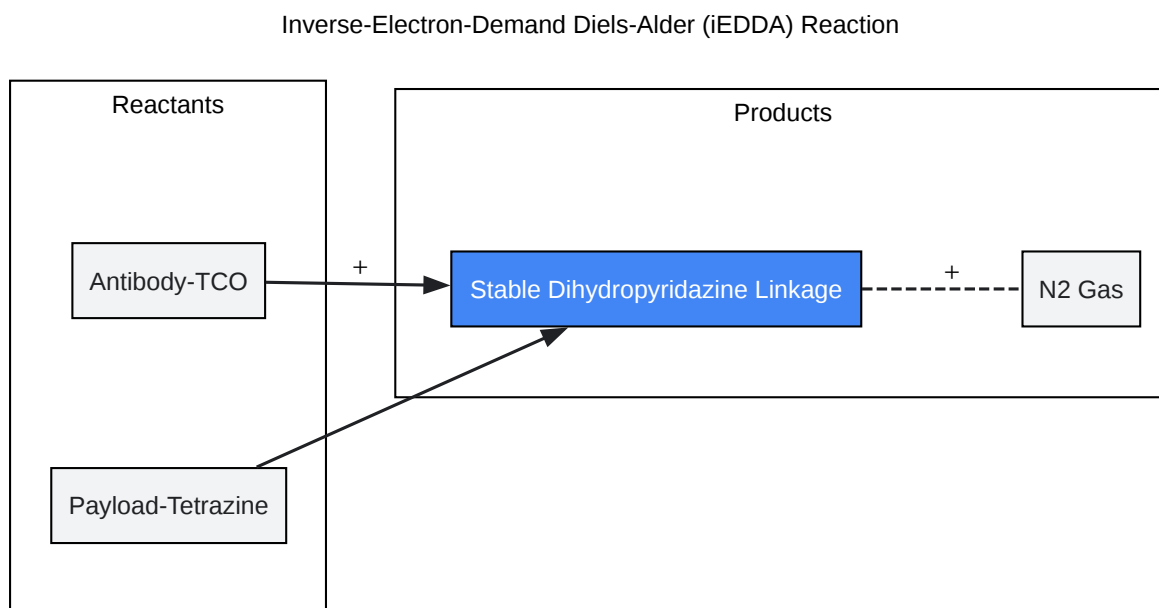 Inverse-Electron-Demand Diels-Alder (iEDDA) Reaction
Reactants
Products
Antibody-TCO
+
Stable Dihydropyridazine Linkage
+
N2 Gas
Payload-Tetrazine